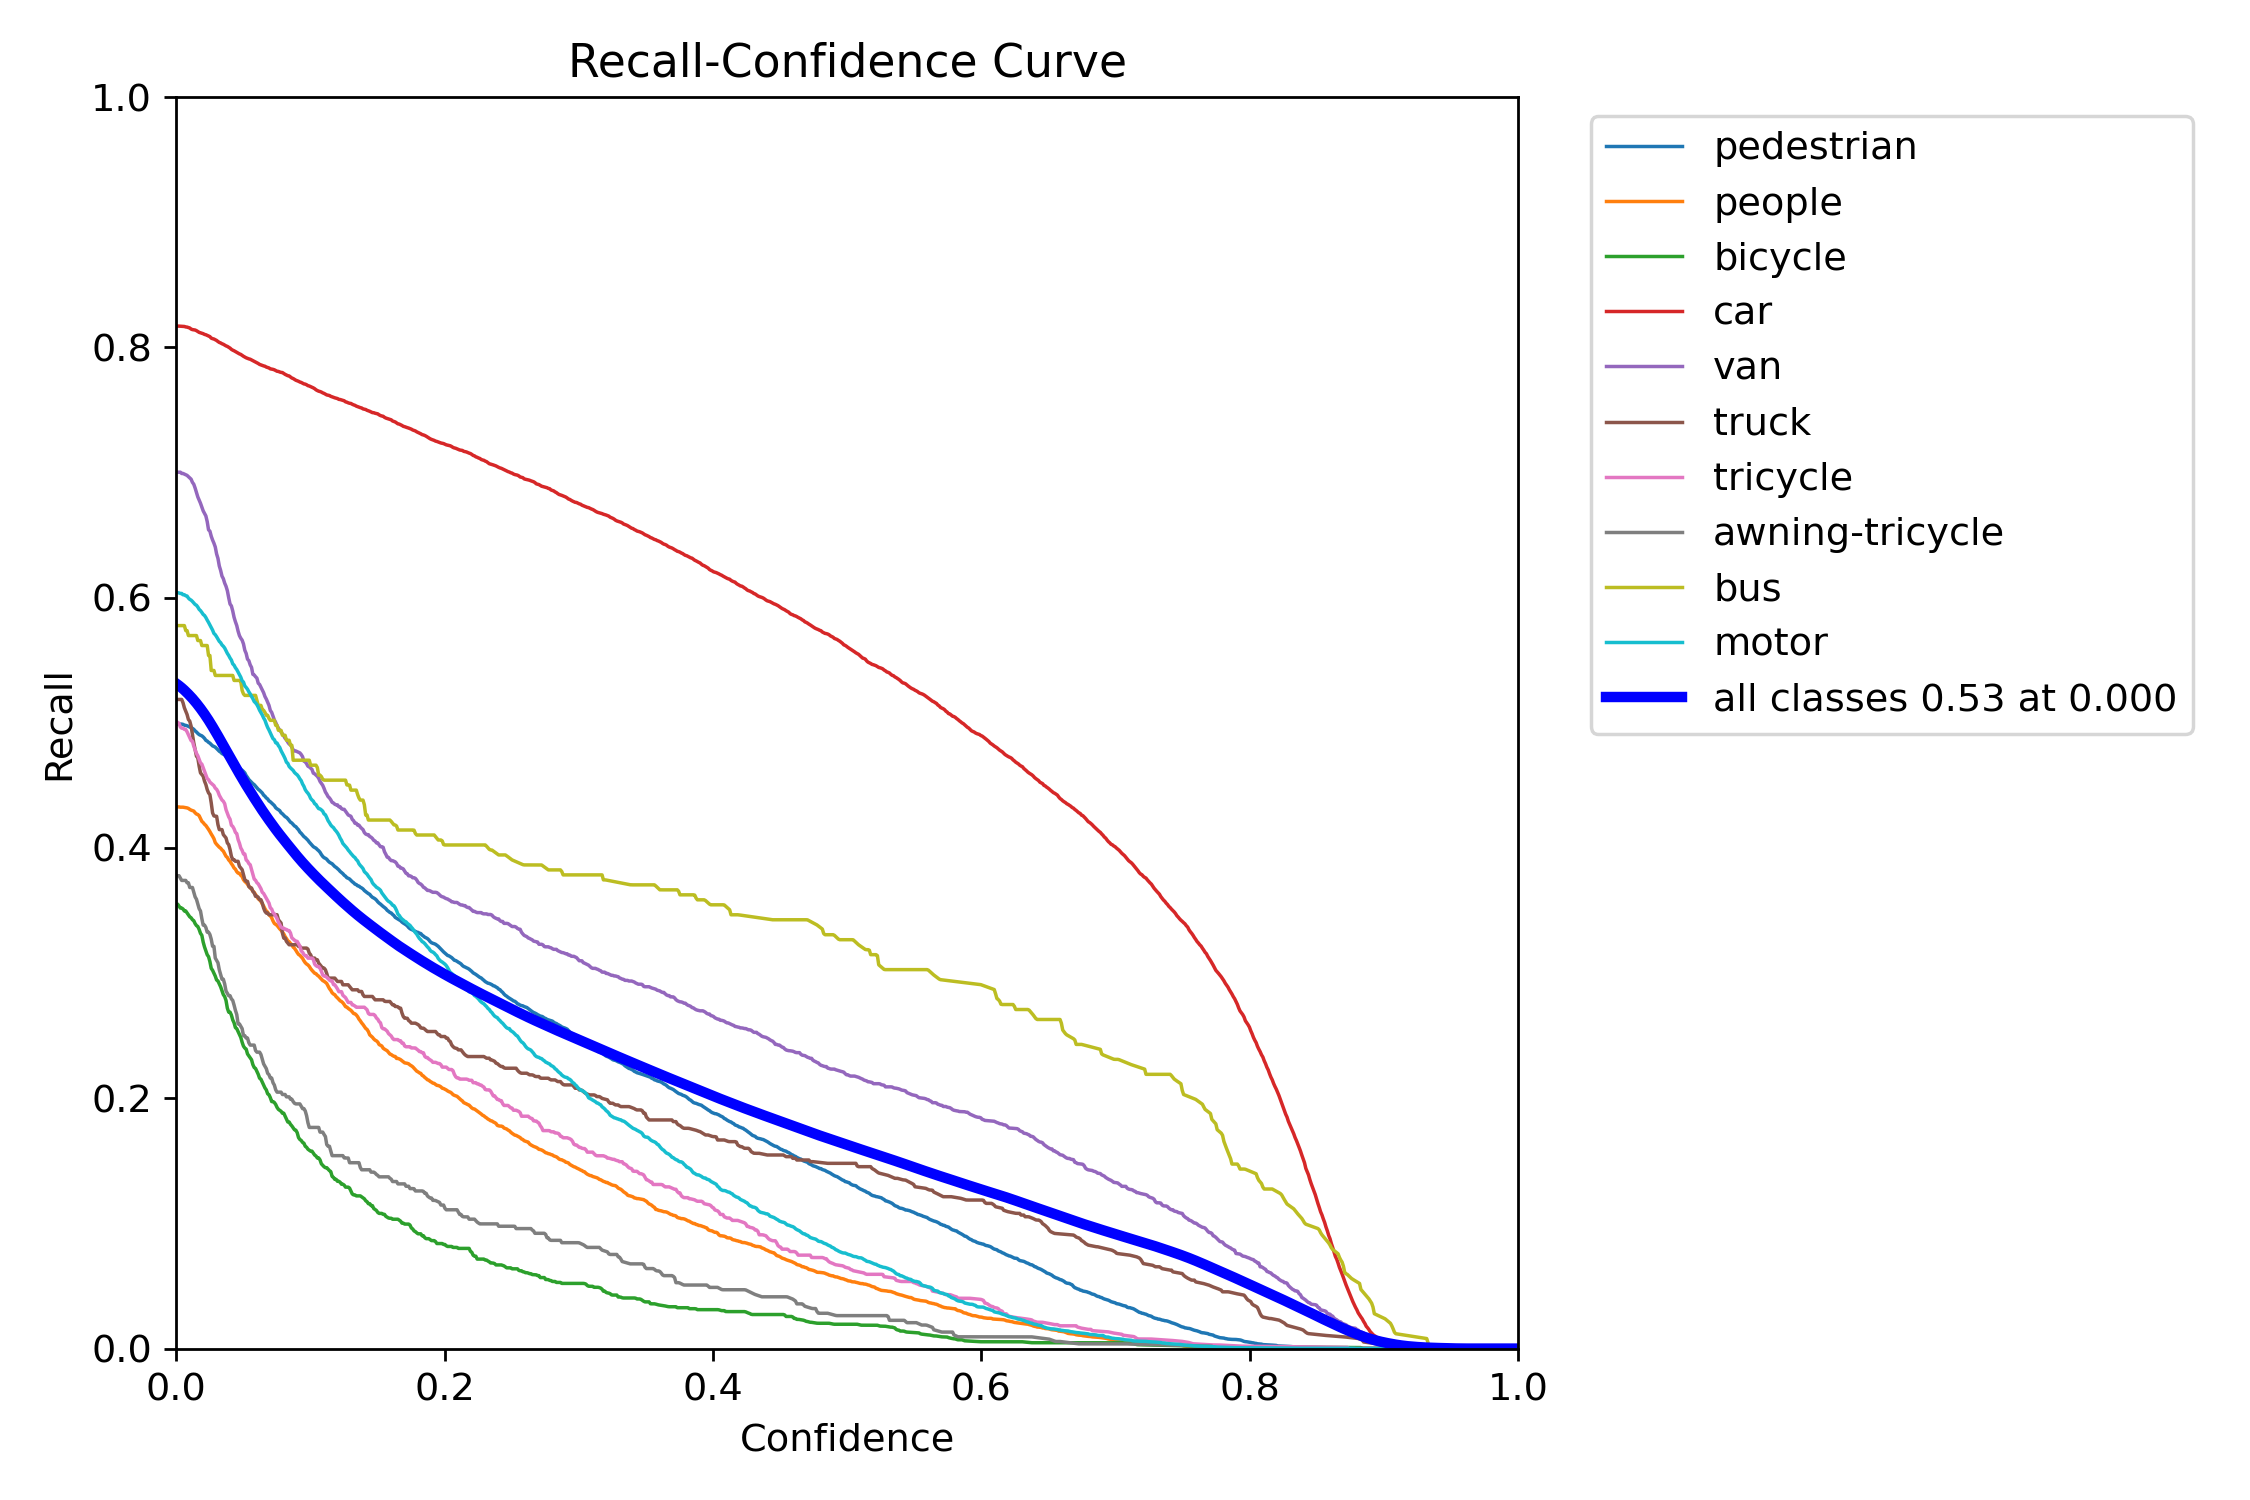 Recall-Confidence Curve
1.0
0.8
0.6
0.4
0.2
0.0
Recall
0.0 0.2 0.4 0.6 0.8 1.0
Confidence
pedestrian
people
bicycle
car
van
truck
tricycle
awning-tricycle
bus
motor
all classes 0.53 at 0.000